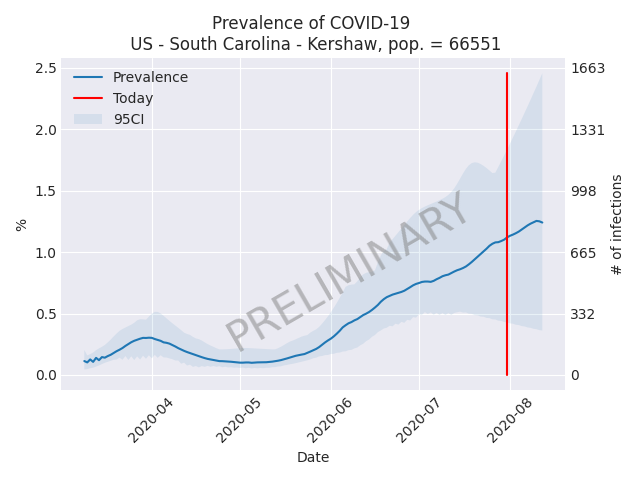 Prevalence of COVID-19
US - South Carolina - Kershaw, pop. = 66551
Prevalence
Today
95CI
2.5
2.0
1.5
1.0
0.5
0.0
%
1663
1331
998
665
332
0
# of infections
PRELIMINARY
2020-04
2020-05
2020-06
2020-07
2020-08
Date